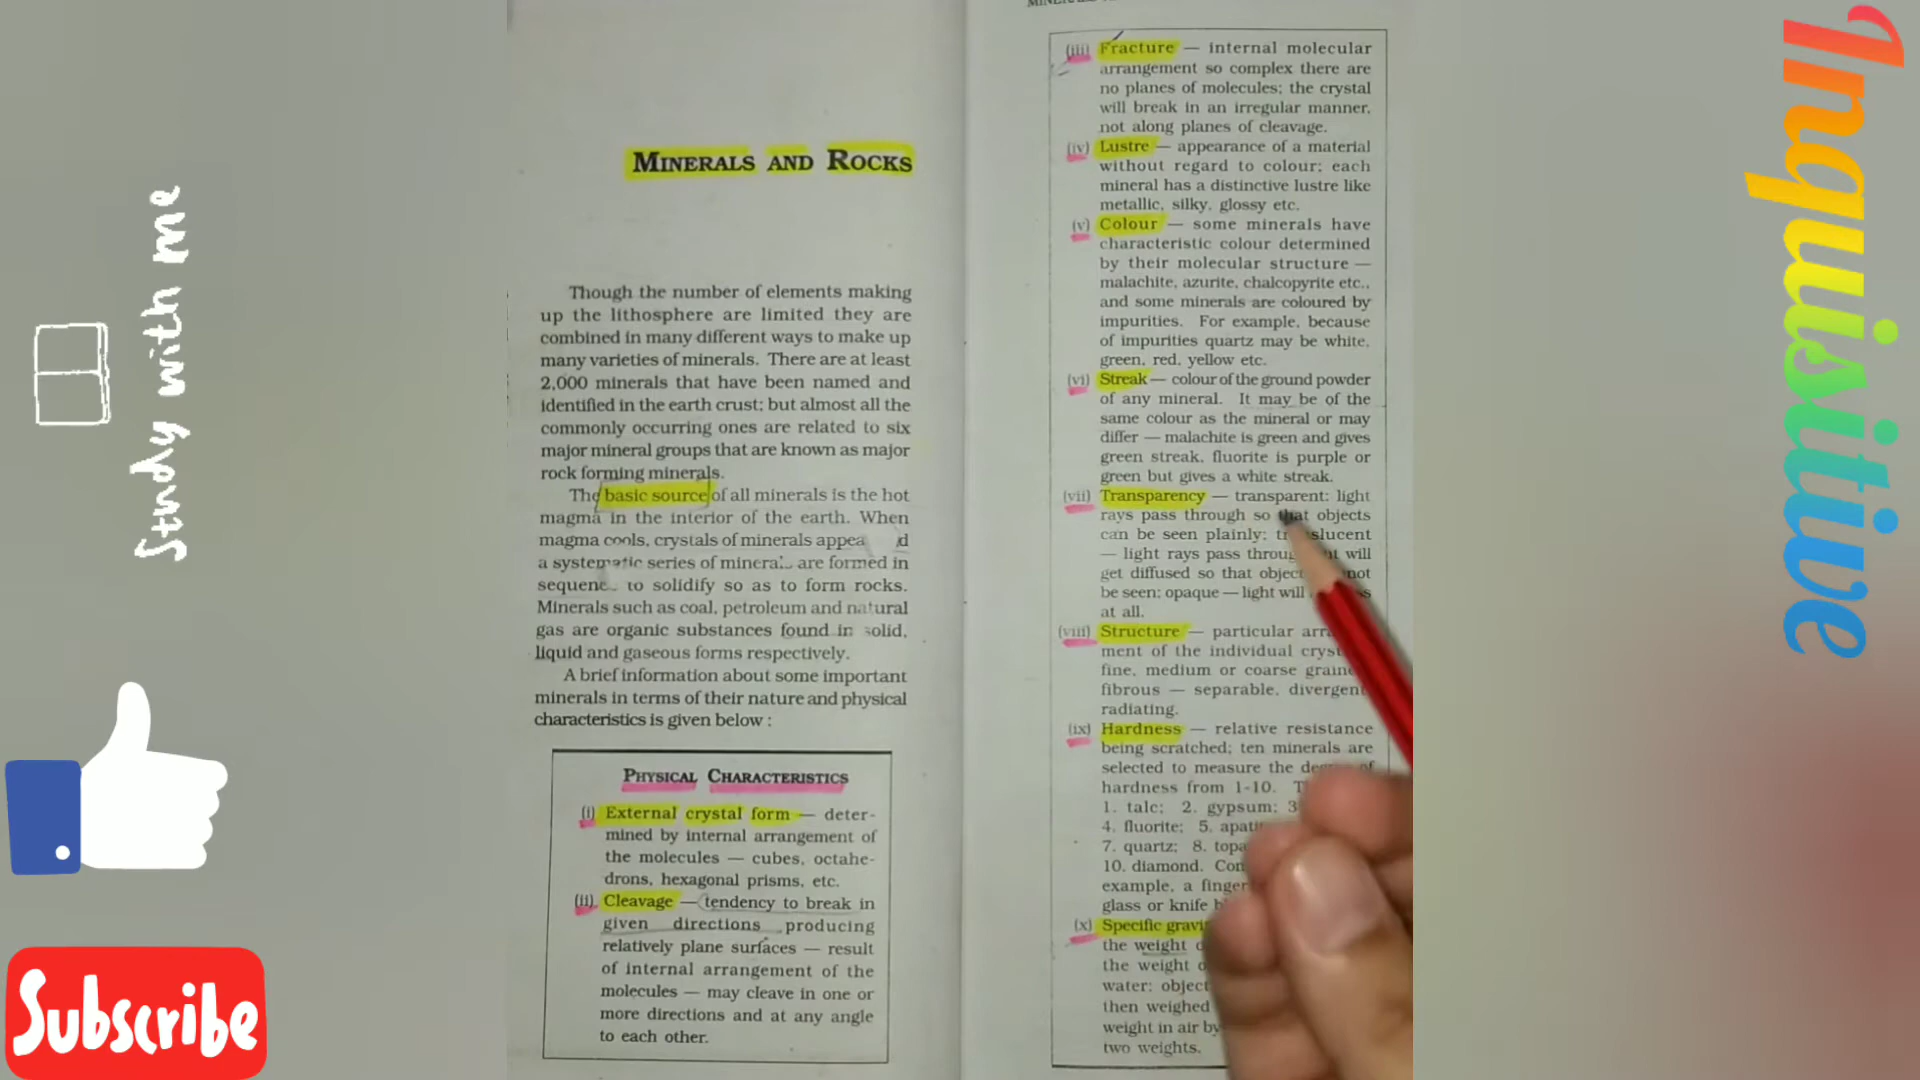 Study with me
Subscribe
MINERALS AND ROCKS
Though the number of elements making
up the lithosphere are limited they are
combined in many different ways to make up
many varieties of minerals. There are at least
2,000 minerals that have been named and
identified in the earth crust; but almost all the
commonly occurring ones are related to six
major mineral groups that are known as major
rock forming minerals.
The basic source of all minerals is the hot
magma in the interior of the earth. When
magma cools, crystals of minerals appea d
a systematic series of minerals are formed in
sequenc to solidify so as to form rocks.
Minerals such as coal, petroleum and natural
gas are organic substances found in solid,
liquid and gaseous forms respectively.
A brief information about some important
minerals in terms of their nature and physical
characteristics is given below :
PHYSICAL CHARACTERISTICS
(i) External crystal form — deter-
mined by internal arrangement of
the molecules — cubes, octahe-
drons, hexagonal prisms, etc.
(ii) Cleavage — tendency to break in
given directions producing
relatively plane surfaces — result
of internal arrangement of the
molecules — may cleave in one or
more directions and at any angle
to each other.
(iii) Fracture — internal molecular
arrangement so complex there are
no planes of molecules; the crystal
will break in an irregular manner,
not along planes of cleavage.
(iv) Lustre — appearance of a material
without regard to colour; each
mineral has a distinctive lustre like
metallic, silky, glossy etc.
(v) Colour — some minerals have
characteristic colour determined
by their molecular structure —
malachite, azurite, chalcopyrite etc.,
and some minerals are coloured by
impurities. For example, because
of impurities quartz may be white,
green, red, yellow etc.
(vi) Streak — colour of the ground powder
of any mineral. It may be of the
same colour as the mineral or may
differ — malachite is green and gives
green streak, fluorite is purple or
green but gives a white streak.
(vii) Transparency — transparent: light
rays pass through so that objects
can be seen plainly; translucent
— light rays pass through will
get diffused so that object not
be seen; opaque — light will
at all.
(viii) Structure — particular
ment of the individual
fine, medium or coarse grained
fibrous — separable, divergent,
radiating.
(ix) Hardness — relative resistance
being scratched; ten minerals are
selected to measure the degree of
hardness from 1-10.
1. talc; 2. gypsum; 3
4. fluorite; 5.
7. quartz; 8.
10. diamond.
example, a
glass or knife
(x) Specific
the weight
the weight
water; object
then weighed
weight in air by
two weights.
Inquisitive